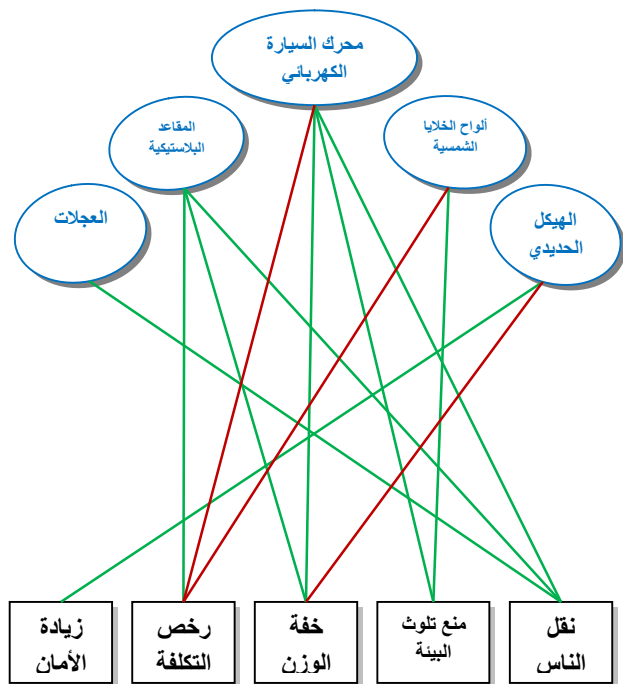 محرك السيارة
الكهربائي
ألواح الخلايا
الشمسية
المقاعد
البلاستيكية
الهيكل
الحديدي
العجلات
نقل
الناس
منع تلوث
البيئة
خفة
الوزن
رخص
التكلفة
زيادة
الأمان